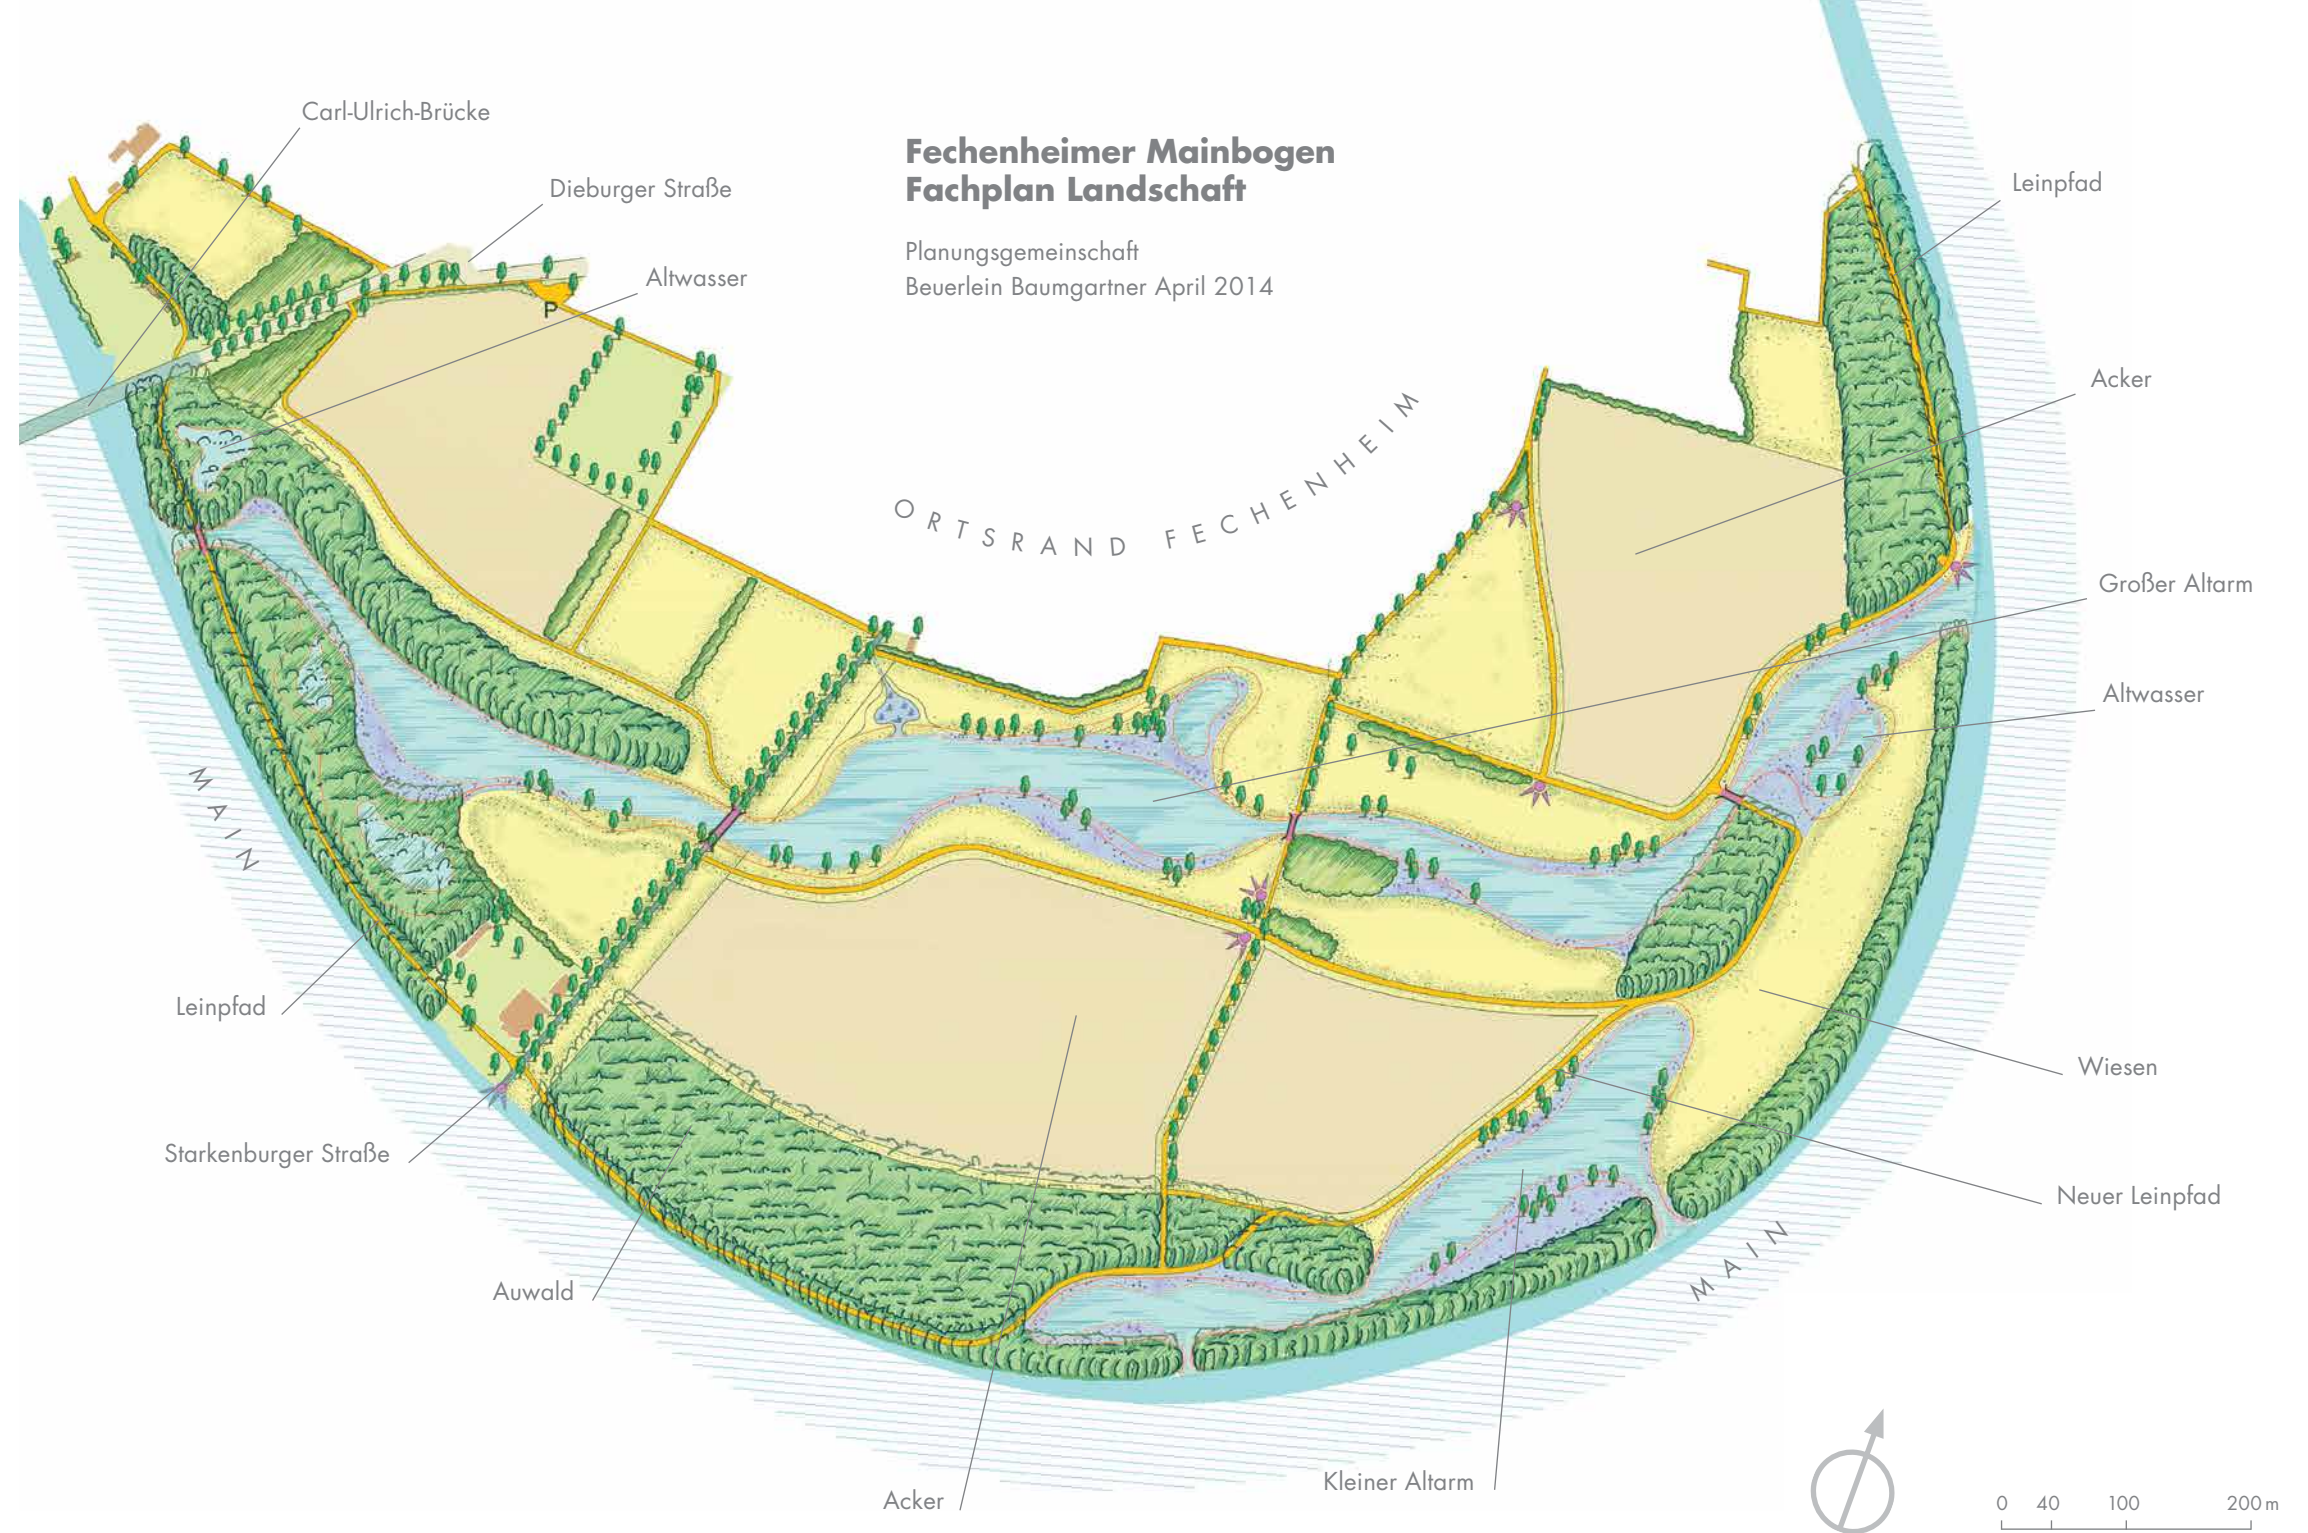 Carl-Ulrich-Brücke
Dieburger Straße
Altwasser
Fechenheimer Mainbogen
Fachplan Landschaft
Planungsgemeinschaft
Beuerlein Baumgartner April 2014
Leinpfad
P
ORTSRAND FECHENHEIM
Acker
Großer Altarm
Altwasser
MAIN
Leinpfad
Wiesen
Starkenburger Straße
Neuer Leinpfad
MAIN
Auwald
Kleiner Altarm
Acker
0 40 100 200 m